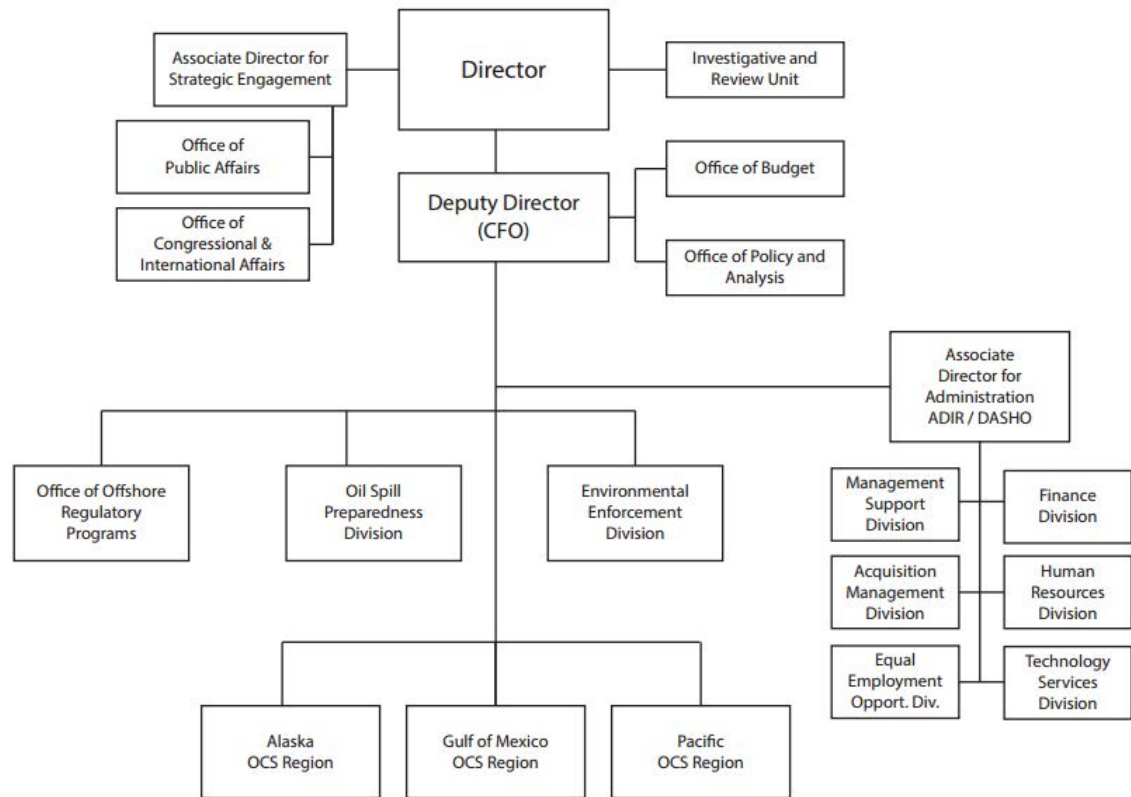 Associate Director for
Strategic Engagement
Director
Investigative and
Review Unit
Office of
Public Affairs
Office of
Congressional &
International Affairs
Deputy Director
(CFO)
Office of Budget
Office of Policy and
Analysis
Associate
Director for
Administration
ADIR / DASHO
Office of Offshore
Regulatory
Programs
Oil Spill
Preparedness
Division
Environmental
Enforcement
Division
Management
Support
Division
Finance
Division
Acquisition
Management
Division
Human
Resources
Division
Equal
Employment
Opport. Div.
Technology
Services
Division
Alaska
OCS Region
Gulf of Mexico
OCS Region
Pacific
OCS Region